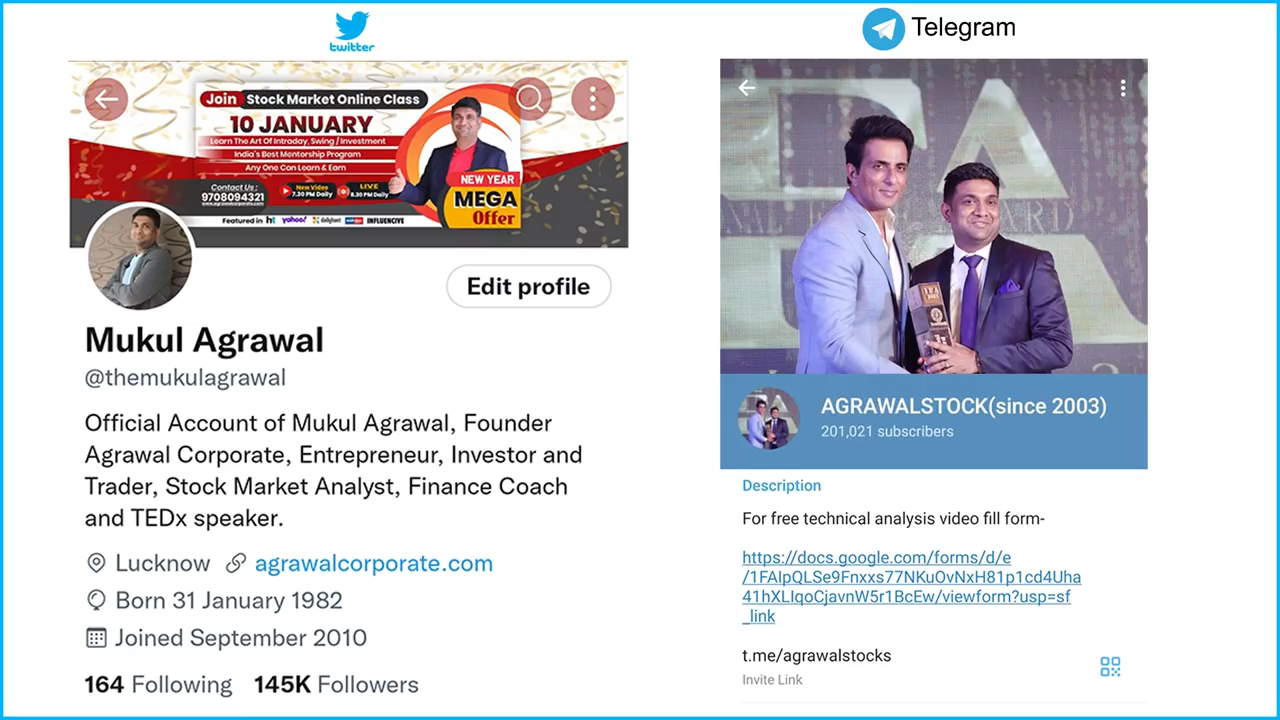 twitter
Join Stock Market Online Class
10 JANUARY
Learn The Art Of Intraday, Swing / Investment
India's Best Mentorship Program
Any One Can Learn & Earn
Contact Us :
9708094321
www.agrawalcorporate.com
New Video
7.30 PM Daily
LIVE
8.30 PM Daily
NEW YEAR
MEGA
Offer
Featured in ht yahoo! dailyhunt INFLUENCIVE
Edit profile
Mukul Agrawal
@themukulagrawal
Official Account of Mukul Agrawal, Founder
Agrawal Corporate, Entrepreneur, Investor and
Trader, Stock Market Analyst, Finance Coach
and TEDx speaker.
Lucknow agrawalcorporate.com
Born 31 January 1982
Joined September 2010
164 Following 145K Followers
Telegram
AGRAWALSTOCK(since 2003)
201,021 subscribers
Description
For free technical analysis video fill form-
https://docs.google.com/forms/d/e
/1FAIpQLSe9Fnxxs77NKuOvNxH81p1cd4Uha
41hXLIqoCjavnW5r1BcEw/viewform?usp=sf
_link
t.me/agrawalstocks
Invite Link